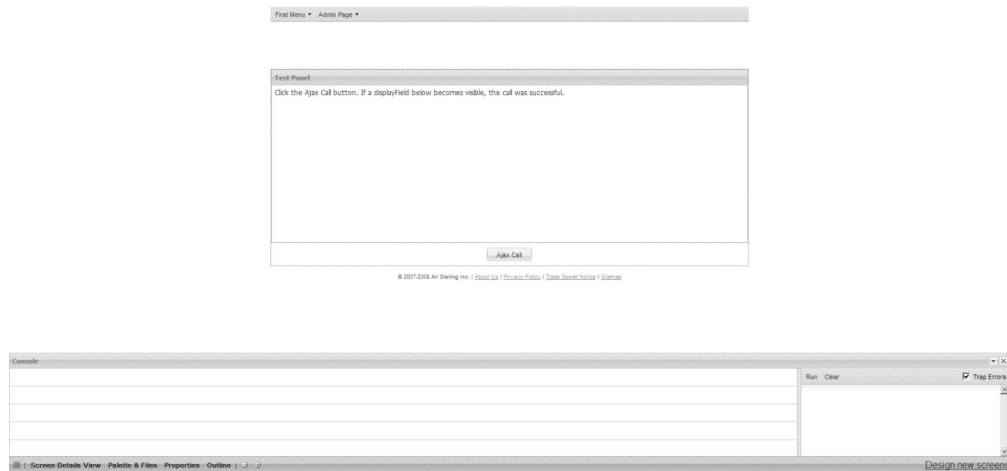 First Menu Admin Page
Test Panel
Click the Ajax Call button. If a displayField below becomes visible, the call was successful.
Ajax Call
© 2007-2008 Air Sterling Inc. | About Us | Privacy Policy | Trade Secret Notice | Sitemap
Console
Run Clear Trap Errors
Screen Details View Palette & Files Properties Outline Design new screen